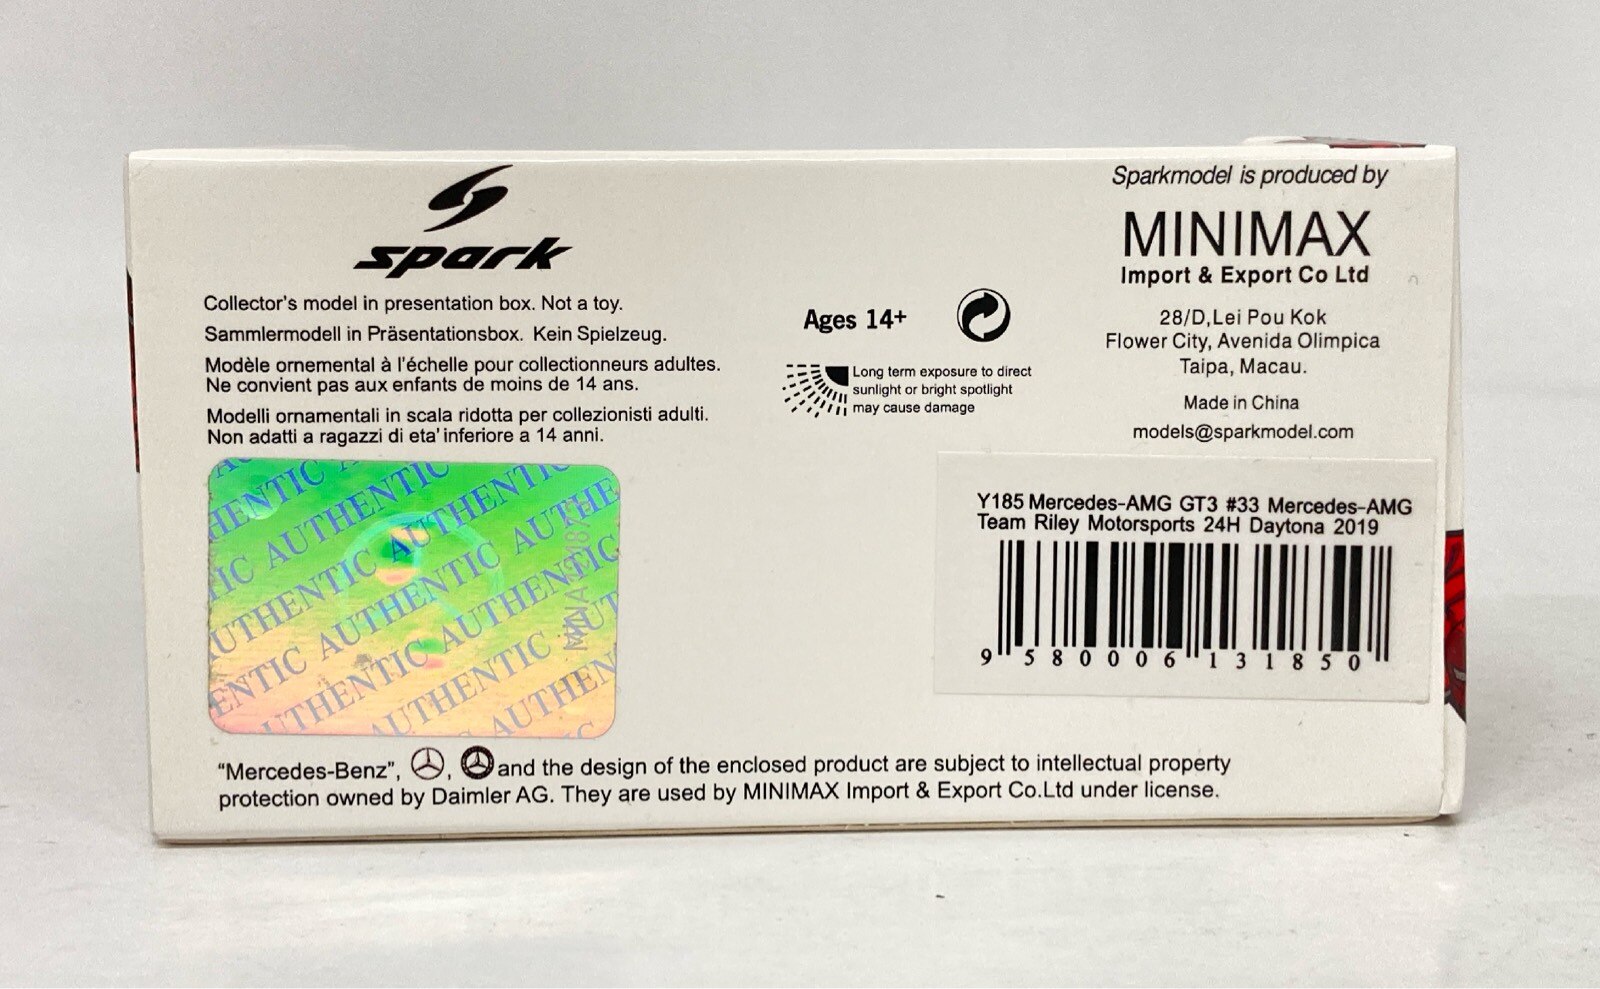 spark
Collector's model in presentation box. Not a toy.
Sammlermodell in Präsentationsbox. Kein Spielzeug.
Modèle ornemental à l'échelle pour collectionneurs adultes.
Ne convient pas aux enfants de moins de 14 ans.
Modelli ornamentali in scala ridotta per collezionisti adulti.
Non adatti a ragazzi di eta' inferiore a 14 anni.
Ages 14+
Long term exposure to direct
sunlight or bright spotlight
may cause damage
Sparkmodel is produced by
MINIMAX
Import & Export Co Ltd
28/D,Lei Pou Kok
Flower City, Avenida Olimpica
Taipa, Macau.
Made in China
models@sparkmodel.com
AUTHENTIC
AUTHENTIC AUTHENTIC
AUTHENTIC AUTHENTIC
AUTHENTIC
Y185 Mercedes-AMG GT3 #33 Mercedes-AMG
Team Riley Motorsports 24H Daytona 2019
9 580006 131850
“Mercedes-Benz”, , and the design of the enclosed product are subject to intellectual property
protection owned by Daimler AG. They are used by MINIMAX Import & Export Co.Ltd under license.